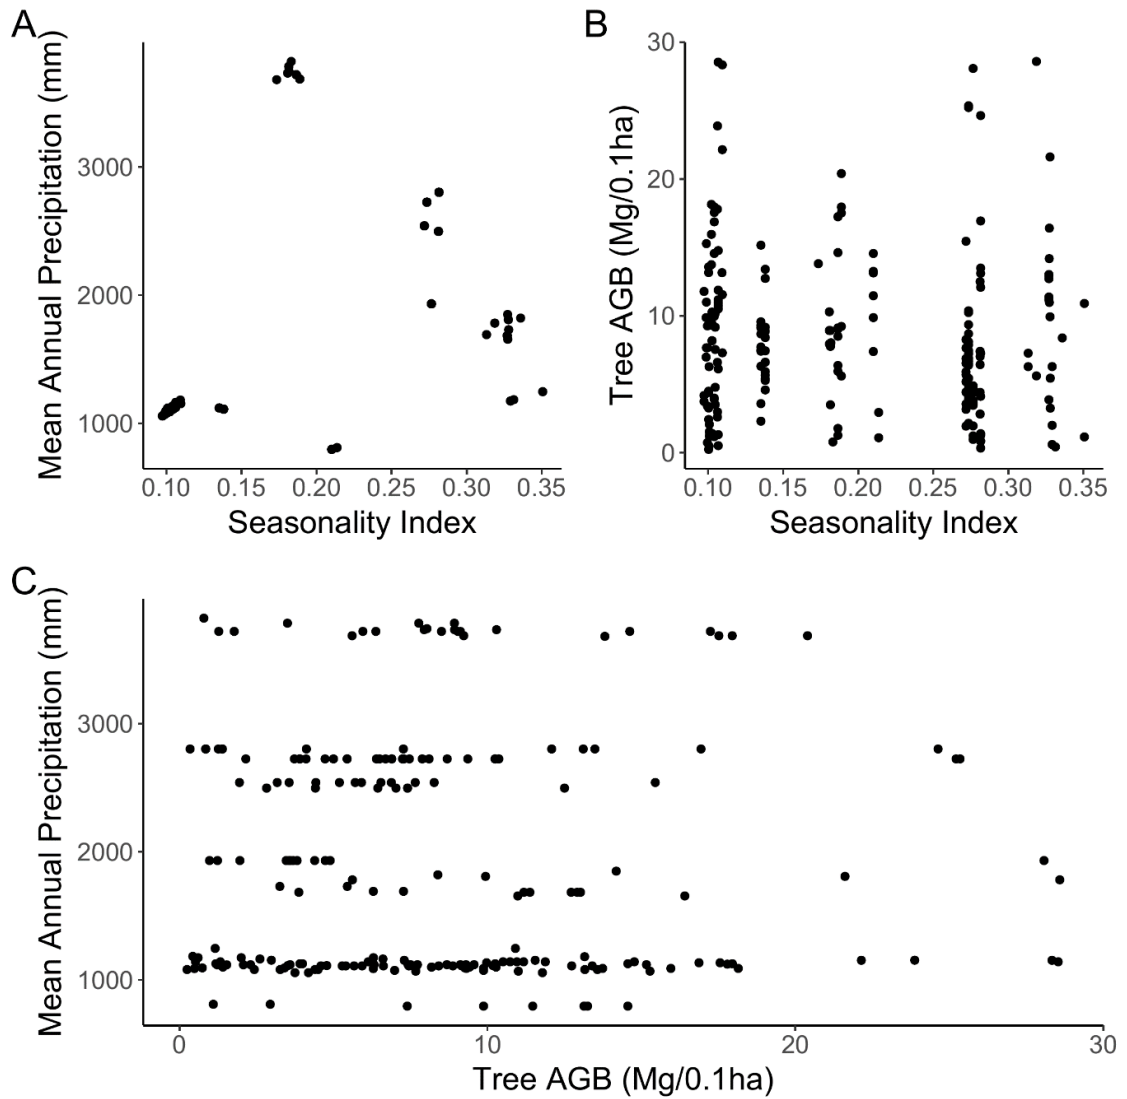 A
B
Mean Annual Precipitation (mm)
3000
2000
1000
0.10 0.15 0.20 0.25 0.30 0.35
Seasonality Index
Tree AGB (Mg/0.1ha)
30
20
10
0
0.10 0.15 0.20 0.25 0.30 0.35
Seasonality Index
C
Mean Annual Precipitation (mm)
3000
2000
1000
0 10 20 30
Tree AGB (Mg/0.1ha)